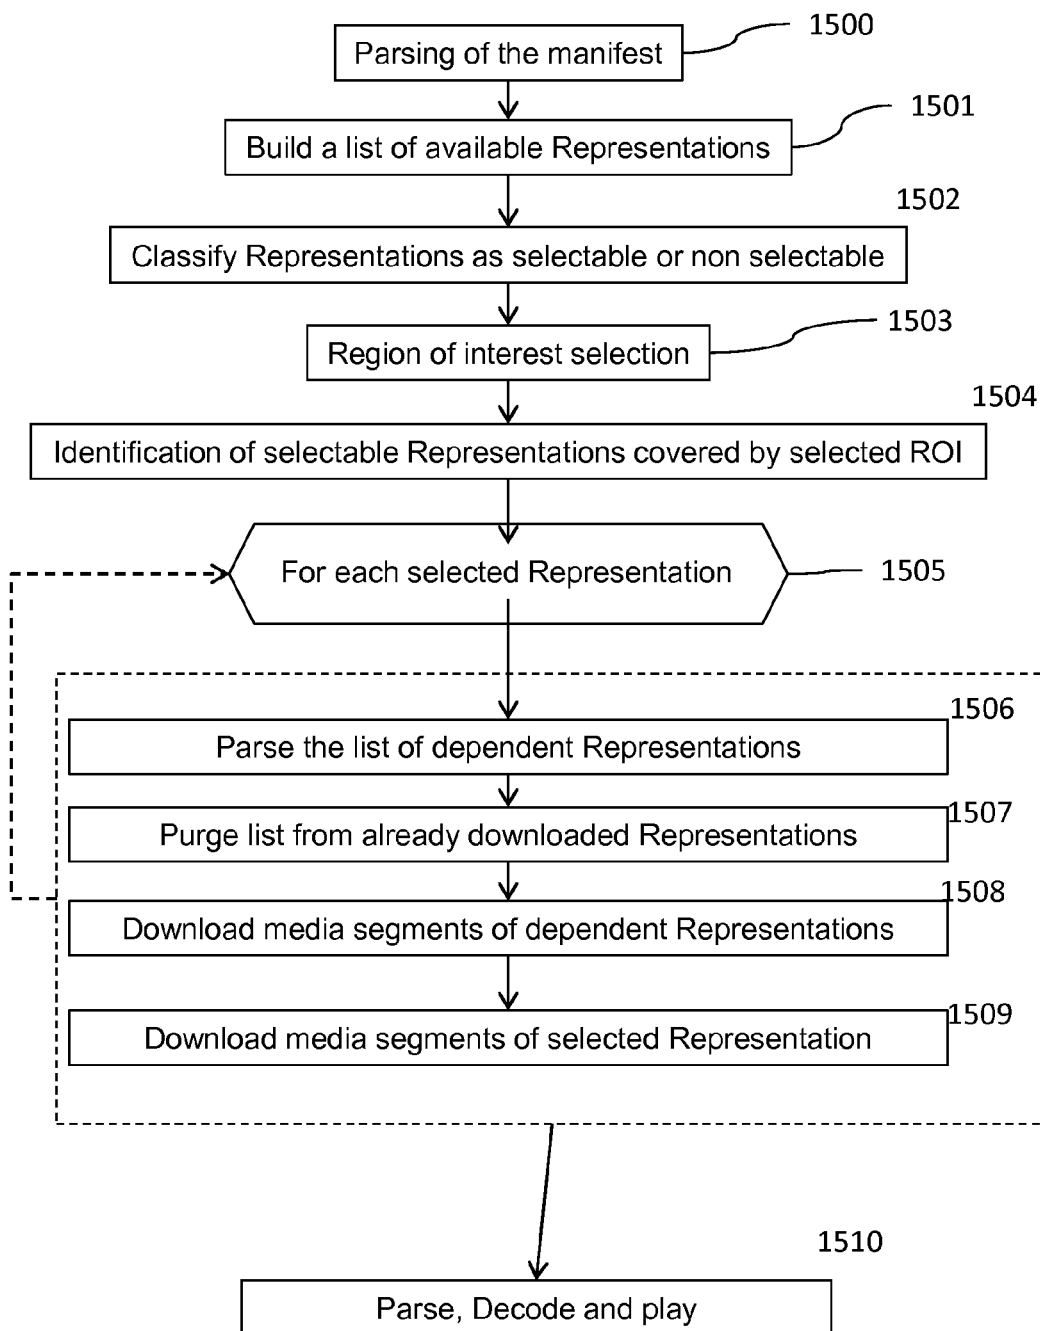 1500
Parsing of the manifest
1501
Build a list of available Representations
1502
Classify Representations as selectable or non selectable
1503
Region of interest selection
1504
Identification of selectable Representations covered by selected ROI
For each selected Representation
1505
1506
Parse the list of dependent Representations
1507
Purge list from already downloaded Representations
1508
Download media segments of dependent Representations
1509
Download media segments of selected Representation
1510
Parse, Decode and play